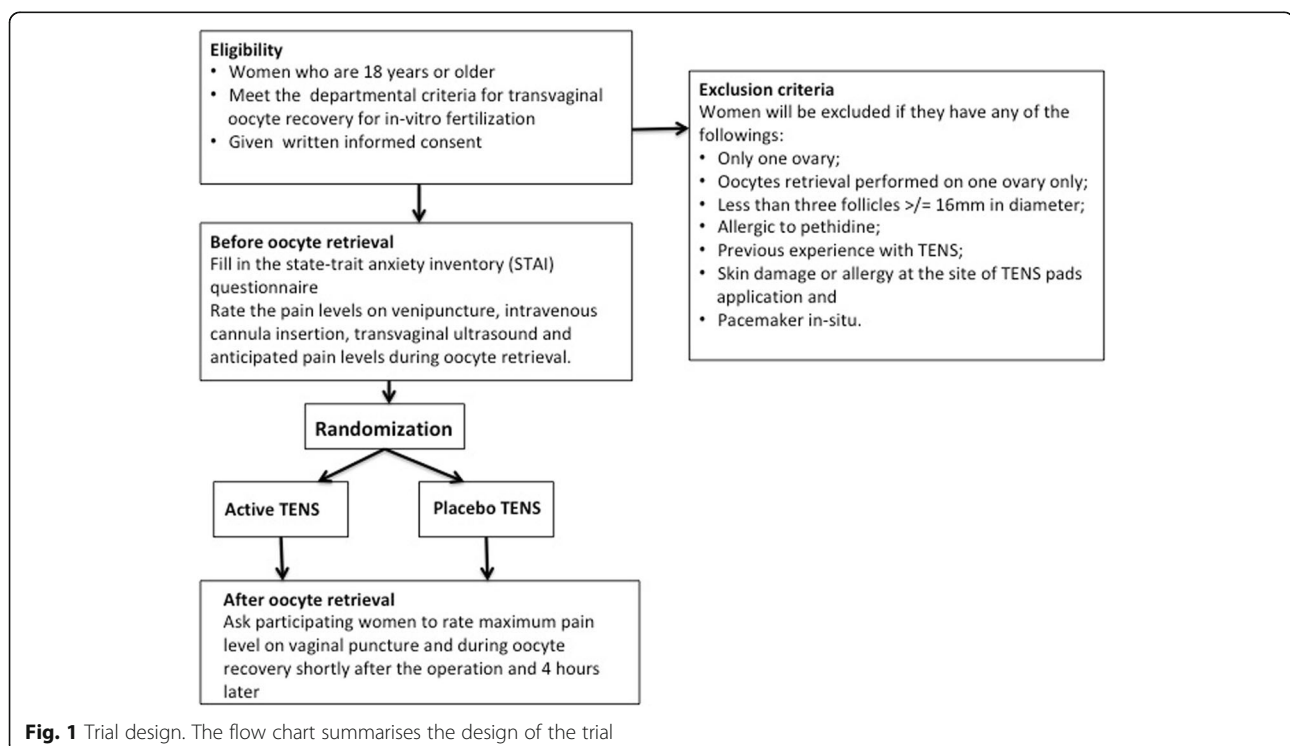 Eligibility
• Women who are 18 years or older
• Meet the departmental criteria for transvaginal
oocyte recovery for in-vitro fertilization
• Given written informed consent
Exclusion criteria
Women will be excluded if they have any of the
followings:
• Only one ovary;
• Oocytes retrieval performed on one ovary only;
• Less than three follicles >/= 16mm in diameter;
• Allergic to pethidine;
• Previous experience with TENS;
• Skin damage or allergy at the site of TENS pads
application and
• Pacemaker in-situ.
Before oocyte retrieval
Fill in the state-trait anxiety inventory (STAI)
questionnaire
Rate the pain levels on venipuncture, intravenous
cannula insertion, transvaginal ultrasound and
anticipated pain levels during oocyte retrieval.
Randomization
Active TENS
Placebo TENS
After oocyte retrieval
Ask participating women to rate maximum pain
level on vaginal puncture and during oocyte
recovery shortly after the operation and 4 hours
later
Fig. 1 Trial design. The flow chart summarises the design of the trial